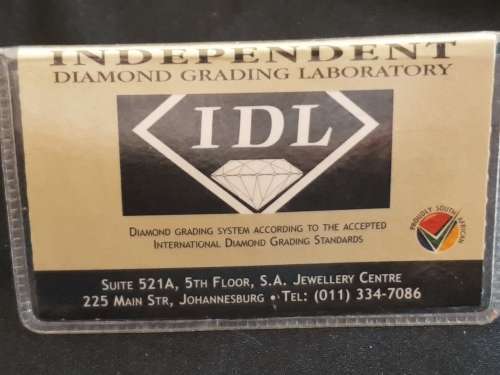 INDEPENDENT
DIAMOND GRADING LABORATORY
IDL
DIAMOND GRADING SYSTEM ACCORDING TO THE ACCEPTED
INTERNATIONAL DIAMOND GRADING STANDARDS
PROUDLY SOUTH AFRICAN
SUITE 521A, 5TH FLOOR, S.A. JEWELLERY CENTRE
225 MAIN STR, JOHANNESBURG • TEL: (011) 334-7086